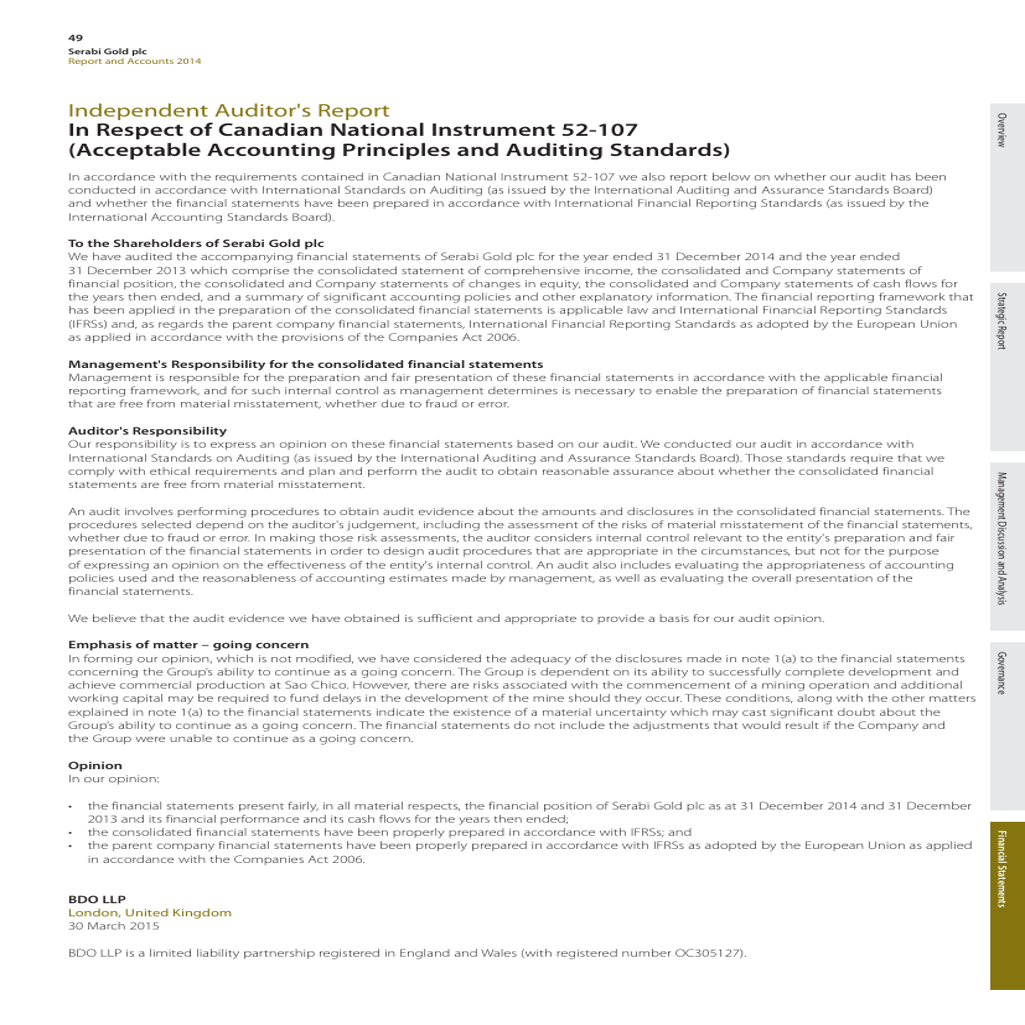 49
Serabi Gold plc
Report and Accounts 2014
Independent Auditor's Report
In Respect of Canadian National Instrument 52-107
(Acceptable Accounting Principles and Auditing Standards)
In accordance with the requirements contained in Canadian National Instrument 52-107 we also report below on whether our audit has been
conducted in accordance with International Standards on Auditing (as issued by the International Auditing and Assurance Standards Board)
and whether the financial statements have been prepared in accordance with International Financial Reporting Standards (as issued by the
International Accounting Standards Board).
To the Shareholders of Serabi Gold plc
We have audited the accompanying financial statements of Serabi Gold plc for the year ended 31 December 2014 and the year ended
31 December 2013 which comprise the consolidated statement of comprehensive income, the consolidated and Company statements of
financial position, the consolidated and Company statements of changes in equity, the consolidated and Company statements of cash flows for
the years then ended, and a summary of significant accounting policies and other explanatory information. The financial reporting framework that
has been applied in the preparation of the consolidated financial statements is applicable law and International Financial Reporting Standards
(IFRSs) and, as regards the parent company financial statements, International Financial Reporting Standards as adopted by the European Union
as applied in accordance with the provisions of the Companies Act 2006.
Management's Responsibility for the consolidated financial statements
Management is responsible for the preparation and fair presentation of these financial statements in accordance with the applicable financial
reporting framework, and for such internal control as management determines is necessary to enable the preparation of financial statements
that are free from material misstatement, whether due to fraud or error.
Auditor's Responsibility
Our responsibility is to express an opinion on these financial statements based on our audit. We conducted our audit in accordance with
International Standards on Auditing (as issued by the International Auditing and Assurance Standards Board). Those standards require that we
comply with ethical requirements and plan and perform the audit to obtain reasonable assurance about whether the consolidated financial
statements are free from material misstatement.
An audit involves performing procedures to obtain audit evidence about the amounts and disclosures in the consolidated financial statements. The
procedures selected depend on the auditor's judgement, including the assessment of the risks of material misstatement of the financial statements,
whether due to fraud or error. In making those risk assessments, the auditor considers internal control relevant to the entity's preparation and fair
presentation of the financial statements in order to design audit procedures that are appropriate in the circumstances, but not for the purpose
of expressing an opinion on the effectiveness of the entity's internal control. An audit also includes evaluating the appropriateness of accounting
policies used and the reasonableness of accounting estimates made by management, as well as evaluating the overall presentation of the
financial statements.
We believe that the audit evidence we have obtained is sufficient and appropriate to provide a basis for our audit opinion.
Emphasis of matter – going concern
In forming our opinion, which is not modified, we have considered the adequacy of the disclosures made in note 1(a) to the financial statements
concerning the Group's ability to continue as a going concern. The Group is dependent on its ability to successfully complete development and
achieve commercial production at Sao Chico. However, there are risks associated with the commencement of a mining operation and additional
working capital may be required to fund delays in the development of the mine should they occur. These conditions, along with the other matters
explained in note 1(a) to the financial statements indicate the existence of a material uncertainty which may cast significant doubt about the
Group's ability to continue as a going concern. The financial statements do not include the adjustments that would result if the Company and
the Group were unable to continue as a going concern.
Opinion
In our opinion:
• the financial statements present fairly, in all material respects, the financial position of Serabi Gold plc as at 31 December 2014 and 31 December
2013 and its financial performance and its cash flows for the years then ended;
• the consolidated financial statements have been properly prepared in accordance with IFRSs; and
• the parent company financial statements have been properly prepared in accordance with IFRSs as adopted by the European Union as applied
in accordance with the Companies Act 2006.
BDO LLP
London, United Kingdom
30 March 2015
BDO LLP is a limited liability partnership registered in England and Wales (with registered number OC305127).
Overview
Strategic Report
Management Discussion and Analysis
Governance
Financial Statements